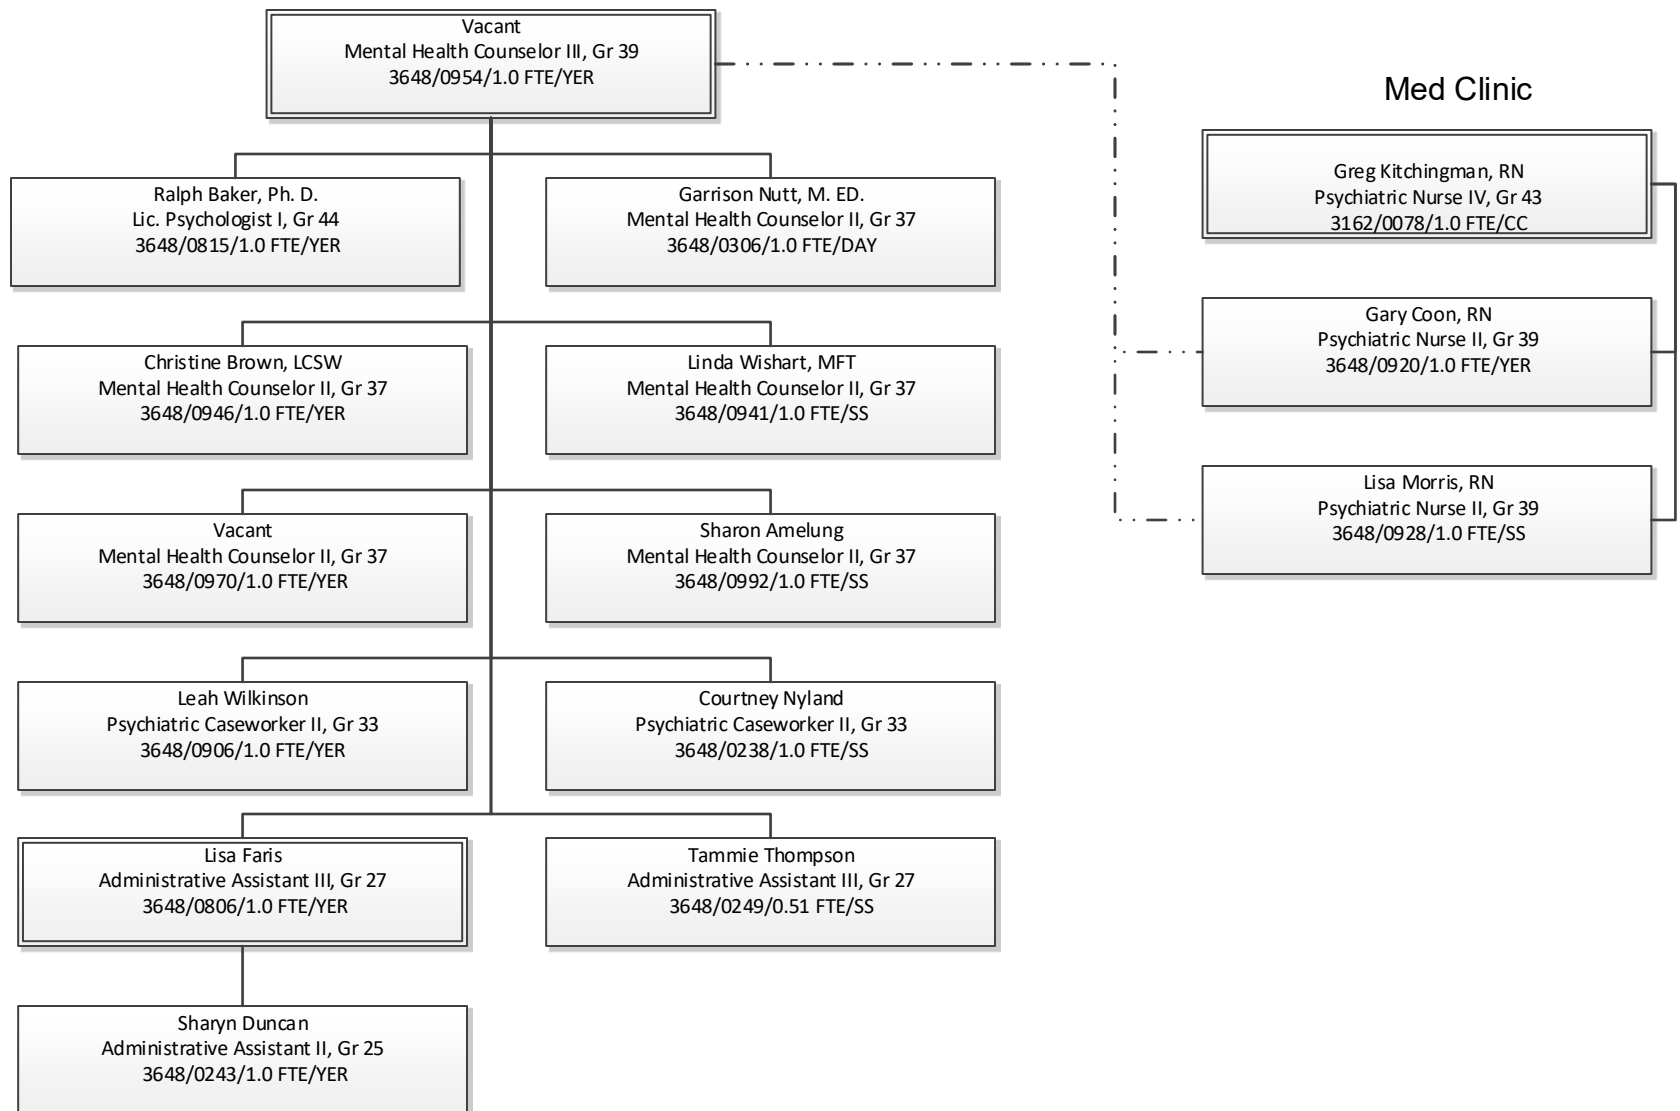 Vacant
Mental Health Counselor III, Gr 39
3648/0954/1.0 FTE/YER
Ralph Baker, Ph. D.
Lic. Psychologist I, Gr 44
3648/0815/1.0 FTE/YER
Garrison Nutt, M. ED.
Mental Health Counselor II, Gr 37
3648/0306/1.0 FTE/DAY
Christine Brown, LCSW
Mental Health Counselor II, Gr 37
3648/0946/1.0 FTE/YER
Linda Wishart, MFT
Mental Health Counselor II, Gr 37
3648/0941/1.0 FTE/SS
Vacant
Mental Health Counselor II, Gr 37
3648/0970/1.0 FTE/YER
Sharon Amelung
Mental Health Counselor II, Gr 37
3648/0992/1.0 FTE/SS
Leah Wilkinson
Psychiatric Caseworker II, Gr 33
3648/0906/1.0 FTE/YER
Courtney Nyland
Psychiatric Caseworker II, Gr 33
3648/0238/1.0 FTE/SS
Lisa Faris
Administrative Assistant III, Gr 27
3648/0806/1.0 FTE/YER
Tammie Thompson
Administrative Assistant III, Gr 27
3648/0249/0.51 FTE/SS
Sharyn Duncan
Administrative Assistant II, Gr 25
3648/0243/1.0 FTE/YER
Med Clinic
Greg Kitchingman, RN
Psychiatric Nurse IV, Gr 43
3162/0078/1.0 FTE/CC
Gary Coon, RN
Psychiatric Nurse II, Gr 39
3648/0920/1.0 FTE/YER
Lisa Morris, RN
Psychiatric Nurse II, Gr 39
3648/0928/1.0 FTE/SS